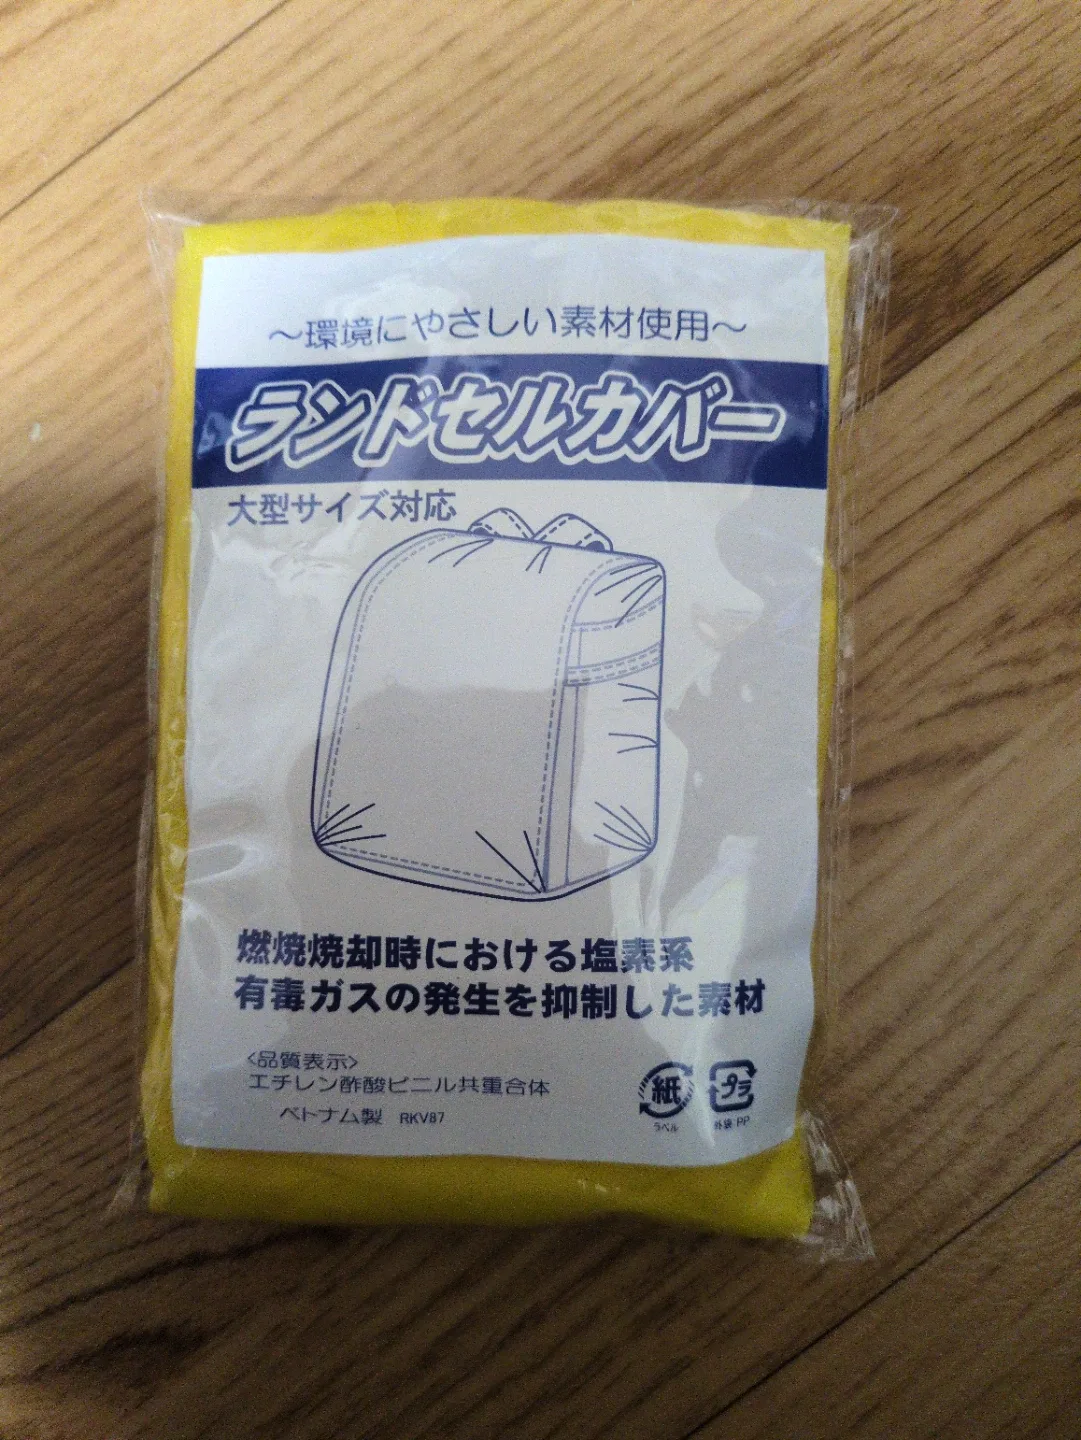 ～環境にやさしい素材使用～
ランドセルカバー
大型サイズ対応
燃焼焼却時における塩素系
有毒ガスの発生を抑制した素材
<品質表示>
エチレン酢酸ビニル共重合体
ベトナム製 RKV87
紙 プラ
ラベル 外袋 PP